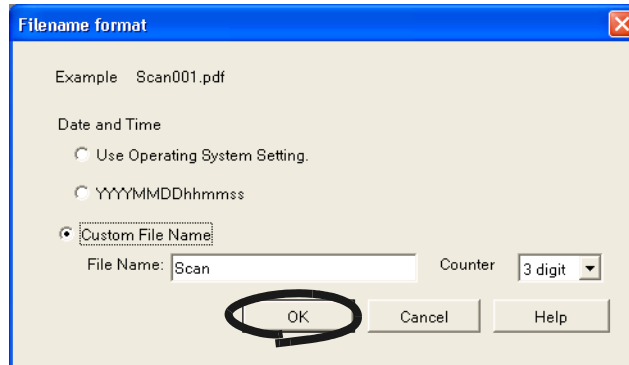 Filename format
Example Scan001.pdf
Date and Time
Use Operating System Setting.
YYYYMMDDhhmmss
Custom File Name
File Name: Scan Counter 3 digit
OK Cancel Help